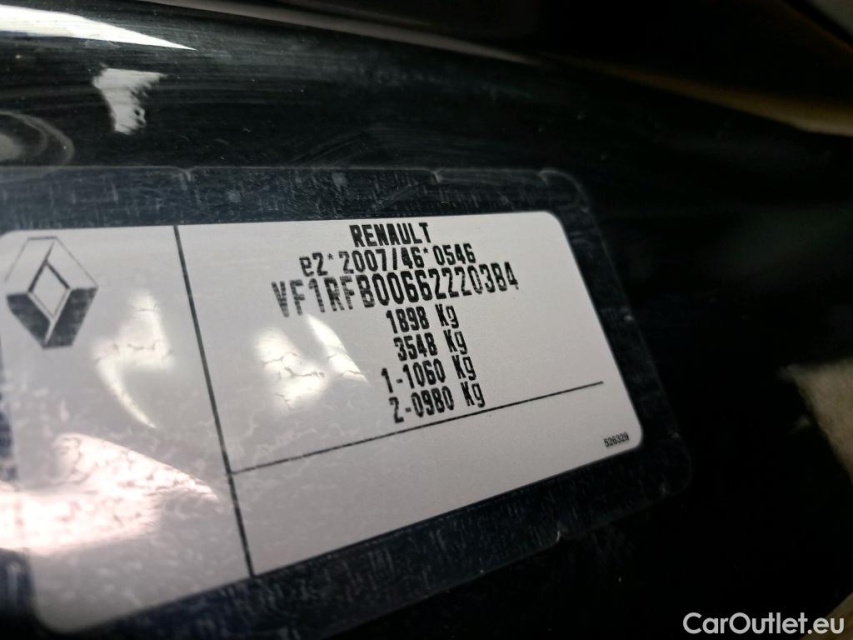 RENAULT
e2*2007/46*0546
VF1RFB00662220384
1898 Kg
3548 Kg
1-1060 Kg
2-0980 Kg
526329
CarOutlet.eu